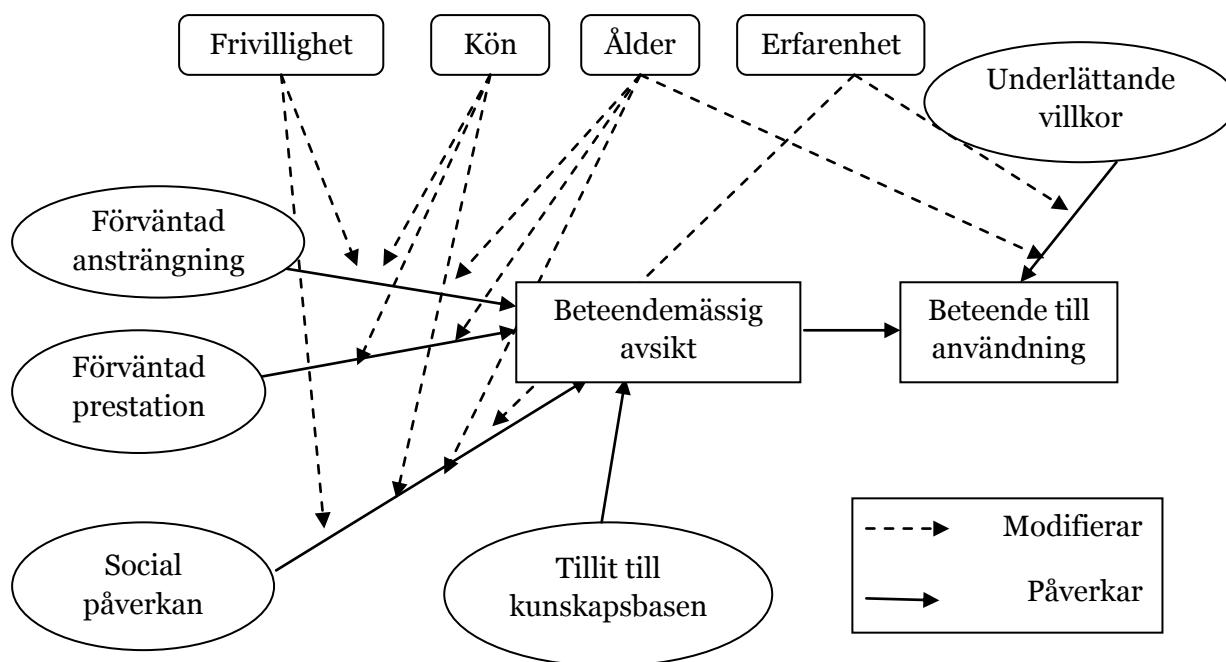 Frivillighet
Kön
Ålder
Erfarenhet
Underlättande
villkor
Förväntad
ansträngning
Beteendemässig
avsikt
Beteende till
användning
Förväntad
prestation
Social
påverkan
Tillit till
kunskapsbasen
Modifierar
Påverkar